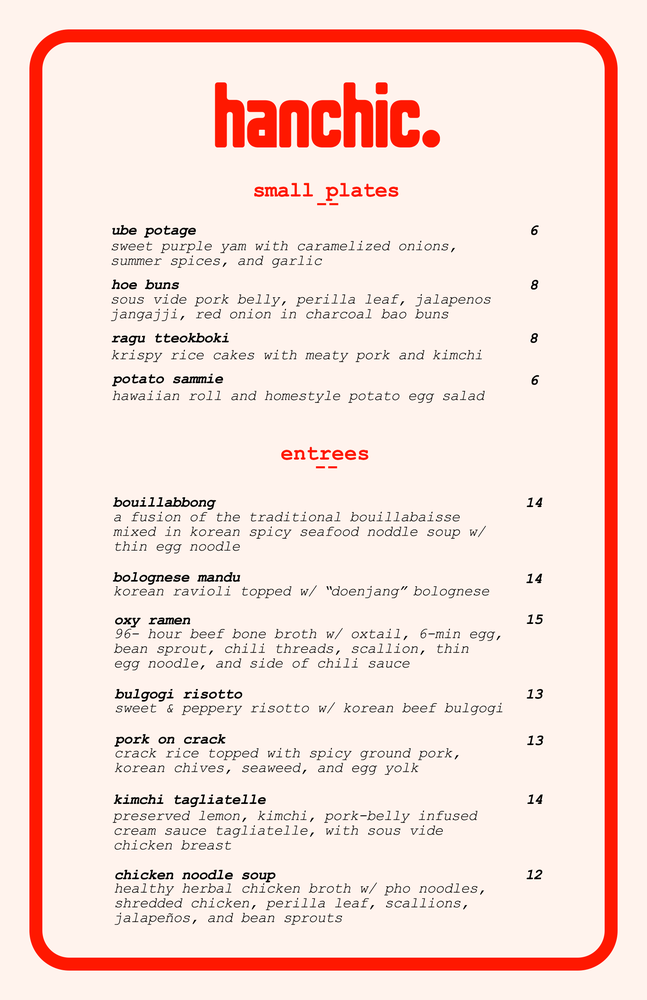 hanchic.
small plates
--
ube potage 6
sweet purple yam with caramelized onions,
summer spices, and garlic
hoe buns 8
sous vide pork belly, perilla leaf, jalapenos
jangajji, red onion in charcoal bao buns
ragu tteokboki 8
krispy rice cakes with meaty pork and kimchi
potato sammie 6
hawaiian roll and homestyle potato egg salad
entrees
--
bouillabbong 14
a fusion of the traditional bouillabaisse
mixed in korean spicy seafood noddle soup w/
thin egg noodle
bolognese mandu 14
korean ravioli topped w/ “doenjang” bolognese
oxy ramen 15
96- hour beef bone broth w/ oxtail, 6-min egg,
bean sprout, chili threads, scallion, thin
egg noodle, and side of chili sauce
bulgogi risotto 13
sweet & peppery risotto w/ korean beef bulgogi
pork on crack 13
crack rice topped with spicy ground pork,
korean chives, seaweed, and egg yolk
kimchi tagliatelle 14
preserved lemon, kimchi, pork-belly infused
cream sauce tagliatelle, with sous vide
chicken breast
chicken noodle soup 12
healthy herbal chicken broth w/ pho noodles,
shredded chicken, perilla leaf, scallions,
jalapeños, and bean sprouts